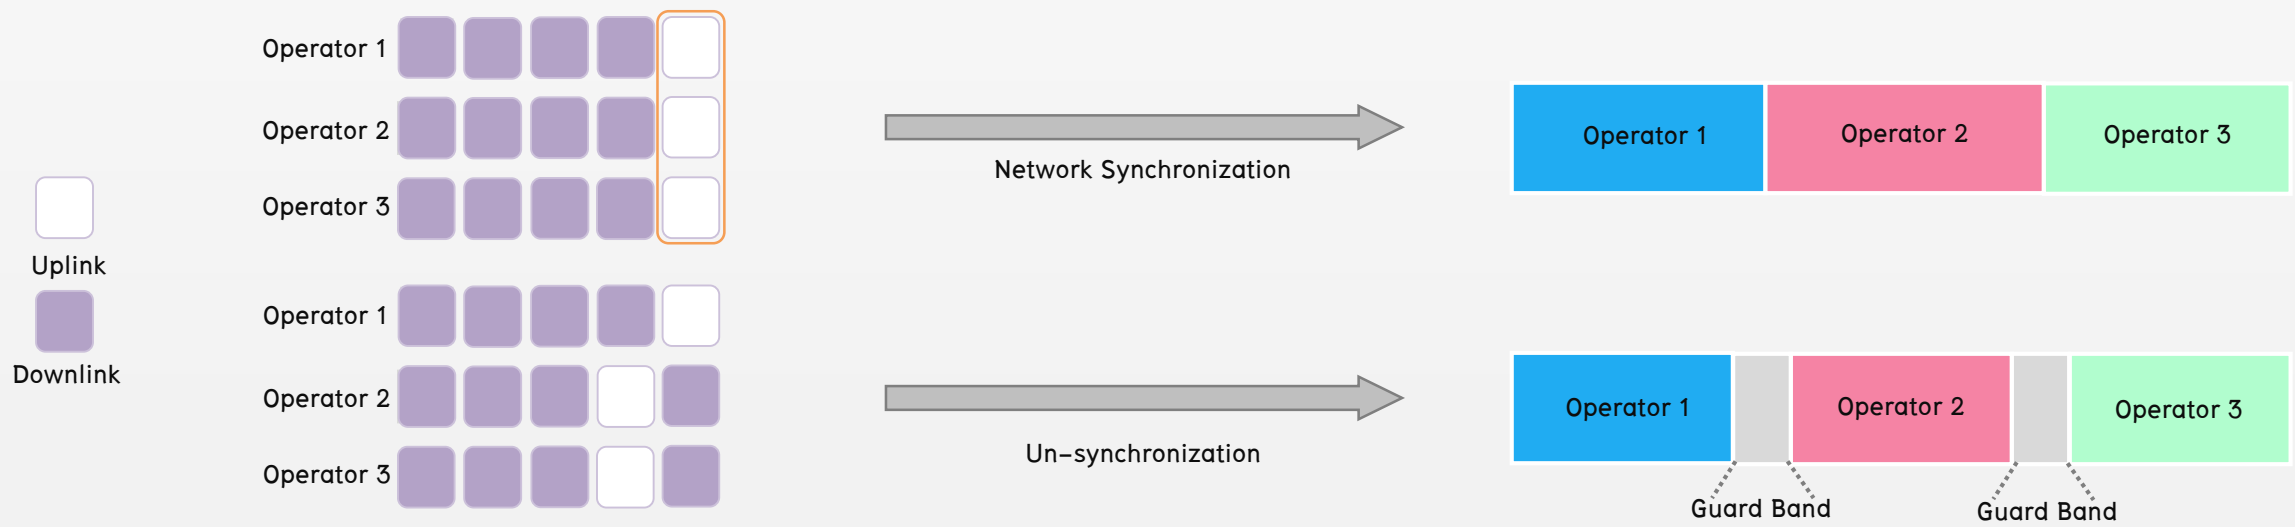 Operator 1
Operator 2
Operator 3
Uplink
Downlink
Network Synchronization
Operator 1
Operator 2
Operator 3
Operator 1
Operator 2
Operator 3
Un-synchronization
Operator 1
Operator 2
Operator 3
Guard Band
Guard Band